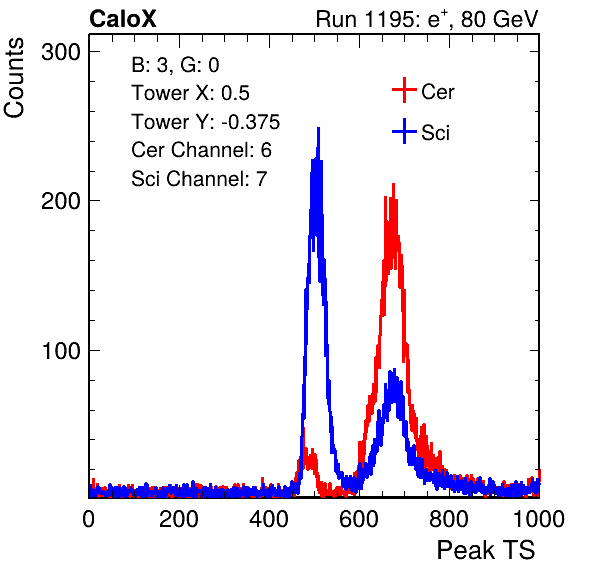 CaloX Run 1195: e⁺, 80 GeV
Counts
300
200
100
B: 3, G: 0
Tower X: 0.5
Tower Y: -0.375
Cer Channel: 6
Sci Channel: 7
Cer
Sci
0 200 400 600 800 1000
Peak TS